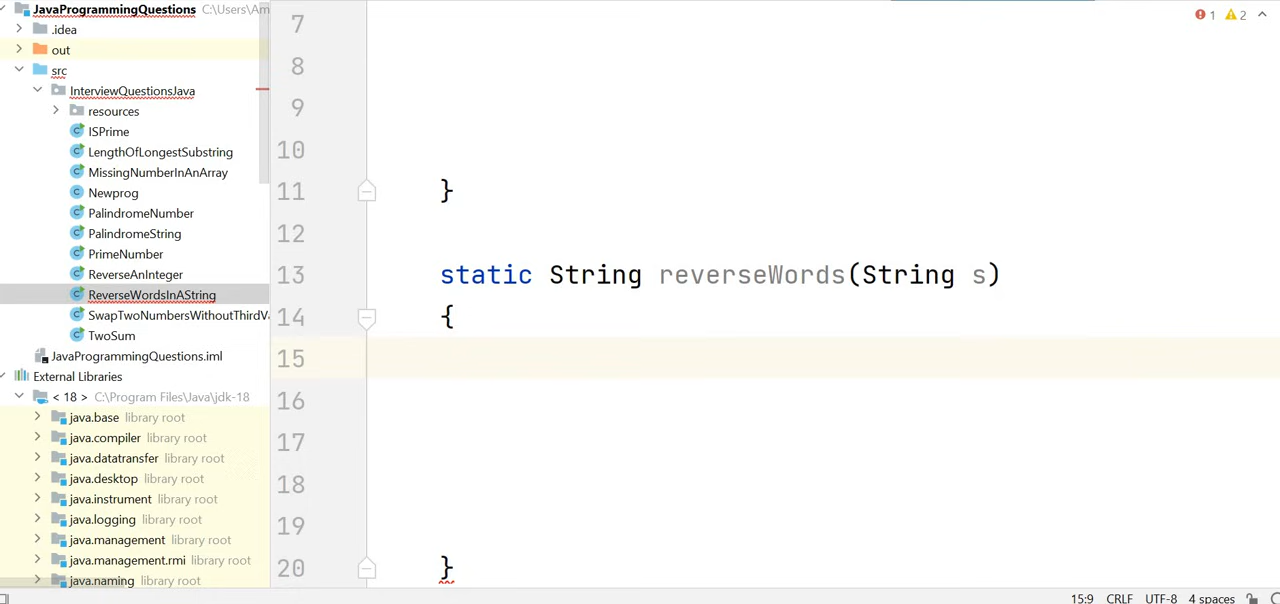 JavaProgrammingQuestions C:\Users\Am
.idea
out
src
InterviewQuestionsJava
resources
ISPrime
LengthOfLongestSubstring
MissingNumberInAnArray
Newprog
PalindromeNumber
PalindromeString
PrimeNumber
ReverseAnInteger
ReverseWordsInAString
SwapTwoNumbersWithoutThirdVa
TwoSum
JavaProgrammingQuestions.iml
External Libraries
< 18 > C:\Program Files\Java\jdk-18
java.base library root
java.compiler library root
java.datatransfer library root
java.desktop library root
java.instrument library root
java.logging library root
java.management library root
java.management.rmi library root
java.naming library root
1 2
7
8
9
10
11 }
12
13 static String reverseWords(String s)
14 {
15
16
17
18
19
20 }
15:9 CRLF UTF-8 4 spaces